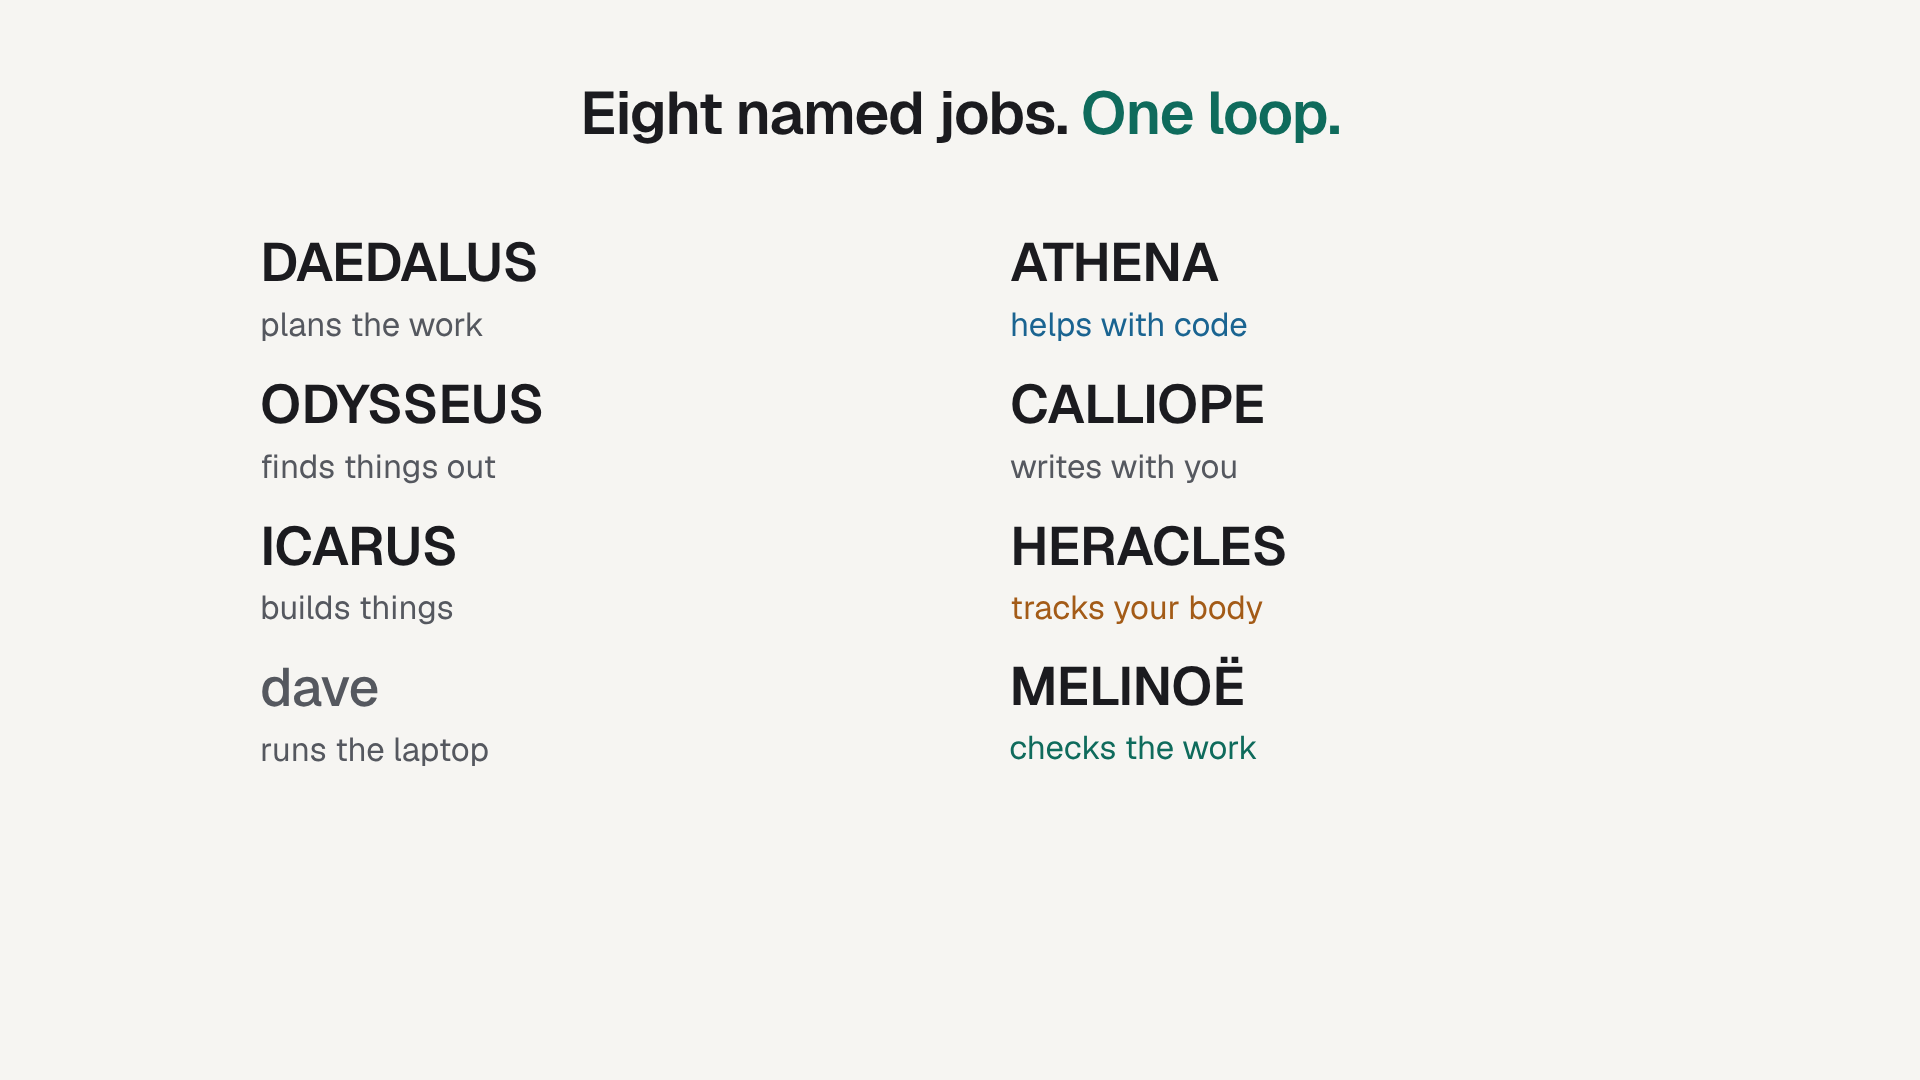 Eight named jobs. One loop.
DAEDALUS
plans the work
ODYSSEUS
finds things out
ICARUS
builds things
dave
runs the laptop
ATHENA
helps with code
CALLIOPE
writes with you
HERACLES
tracks your body
MELINOË
checks the work